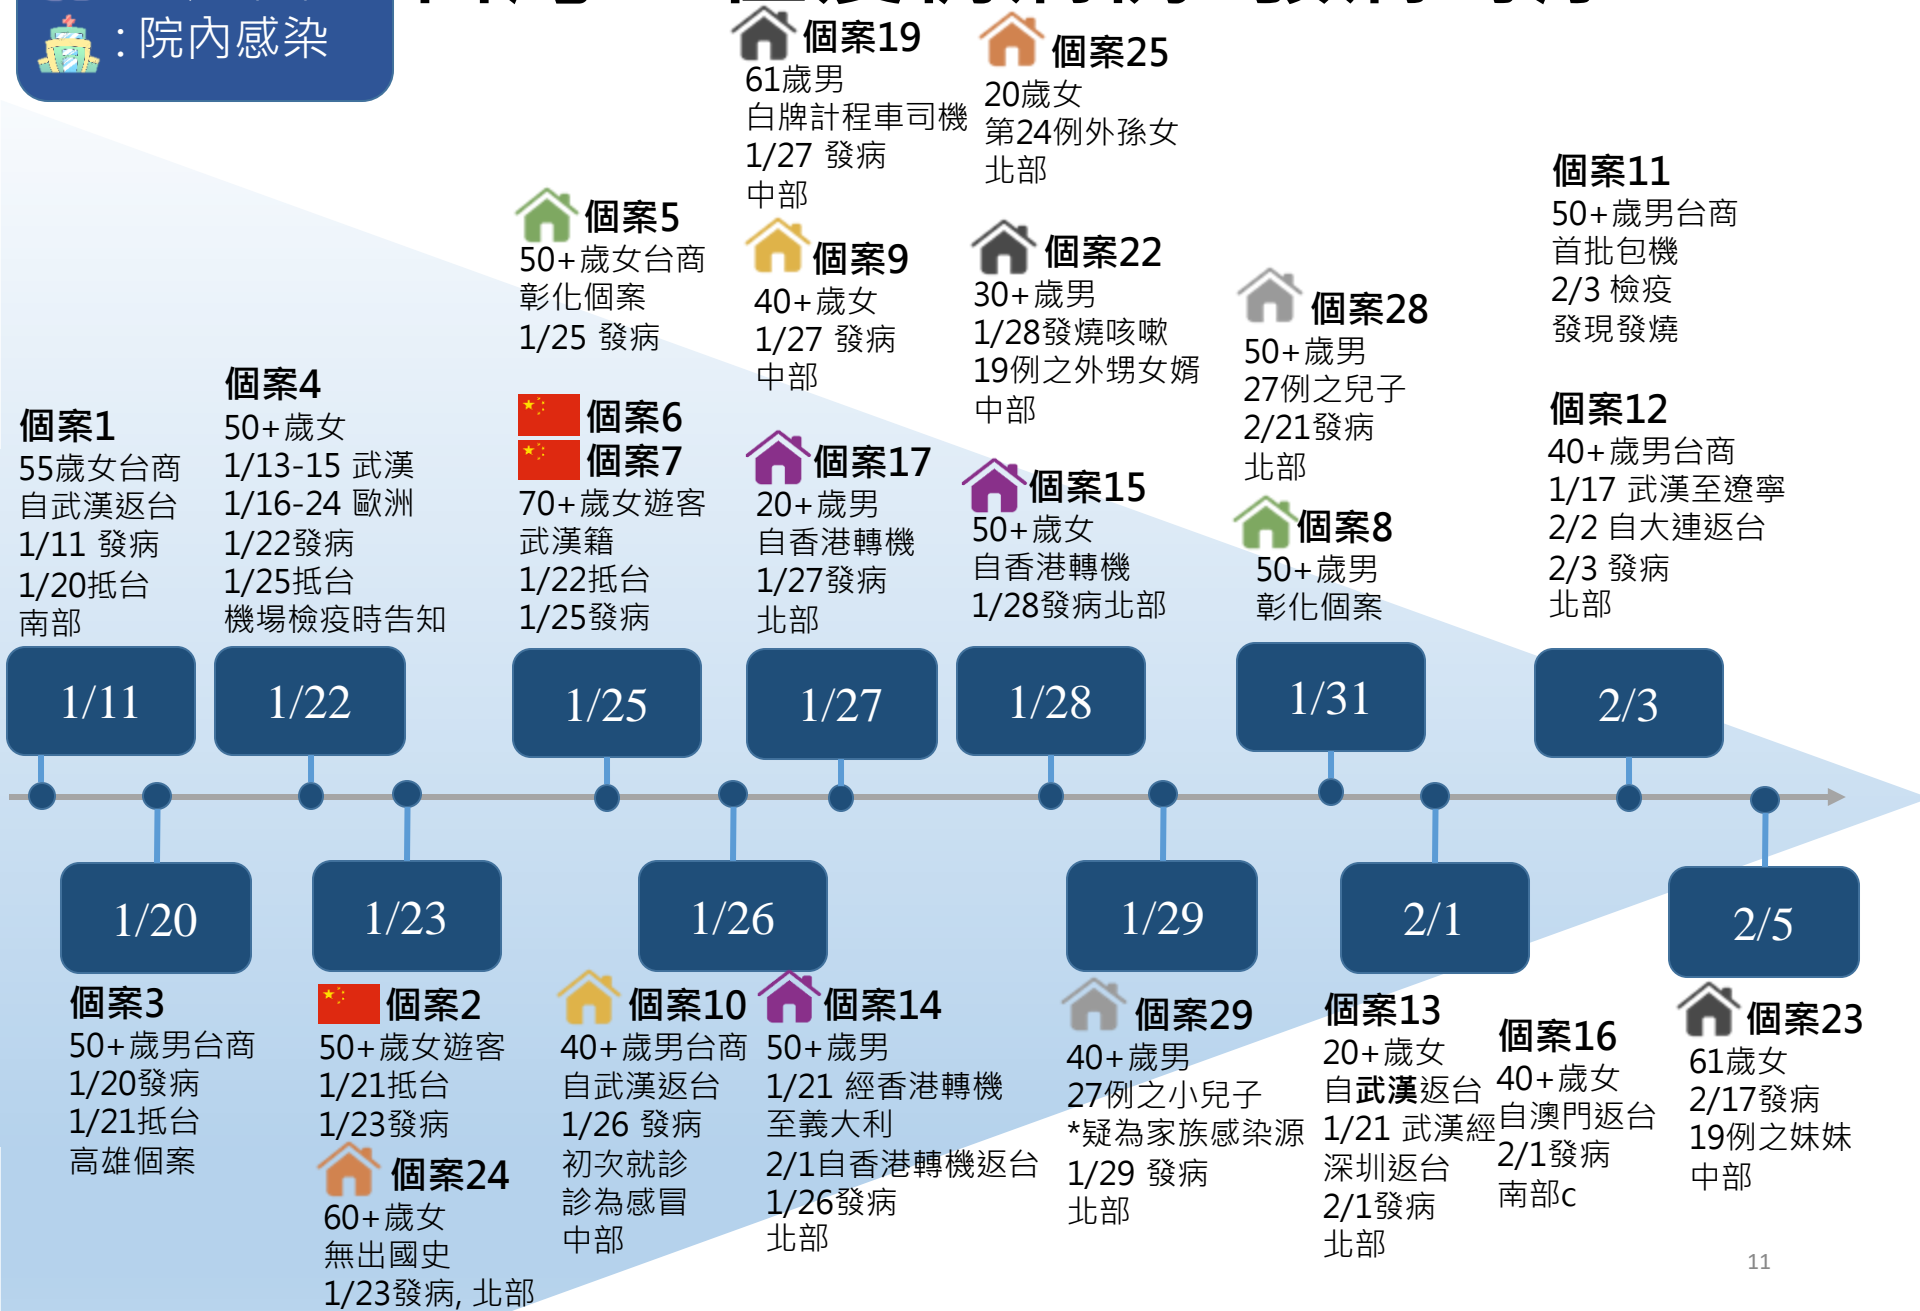 ：院內感染
個案19
61歲男
白牌計程車司機
1/27 發病
中部
個案25
20歲女
第24例外孫女
北部
個案5
50+歲女台商
彰化個案
1/25 發病
個案9
40+歲女
1/27 發病
中部
個案22
30+歲男
1/28發燒咳嗽
19例之外甥女婿
中部
個案28
50+歲男
27例之兒子
2/21發病
北部
個案11
50+歲男台商
首批包機
2/3 檢疫
發現發燒
個案1
55歲女台商
自武漢返台
1/11 發病
1/20抵台
南部
個案4
50+歲女
1/13-15 武漢
1/16-24 歐洲
1/22發病
1/25抵台
機場檢疫時告知
個案6
個案7
70+歲女遊客
武漢籍
1/22抵台
1/25發病
個案17
20+歲男
自香港轉機
1/27發病
北部
個案15
50+歲女
自香港轉機
1/28發病北部
個案8
50+歲男
彰化個案
個案12
40+歲男台商
1/17 武漢至遼寧
2/2 自大連返台
2/3 發病
北部
1/11
1/22
1/25
1/27
1/28
1/31
2/3
1/20
1/23
1/26
1/29
2/1
2/5
個案3
50+歲男台商
1/20發病
1/21抵台
高雄個案
個案2
50+歲女遊客
1/21抵台
1/23發病
個案24
60+歲女
無出國史
1/23發病, 北部
個案10
40+歲男台商
自武漢返台
1/26 發病
初次就診
診為感冒
中部
個案14
50+歲男
1/21 經香港轉機
至義大利
2/1自香港轉機返台
1/26發病
北部
個案29
40+歲男
27例之小兒子
*疑為家族感染源
1/29 發病
北部
個案13
20+歲女
自武漢返台
1/21 武漢經
深圳返台
2/1發病
北部
個案16
40+歲女
自澳門返台
2/1發病
南部c
個案23
61歲女
2/17發病
19例之妹妹
中部
11